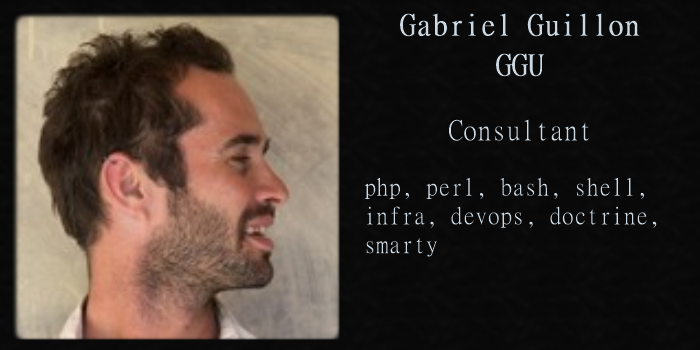 Gabriel Guillon
GGU
Consultant
php, perl, bash, shell,
infra, devops, doctrine,
smarty